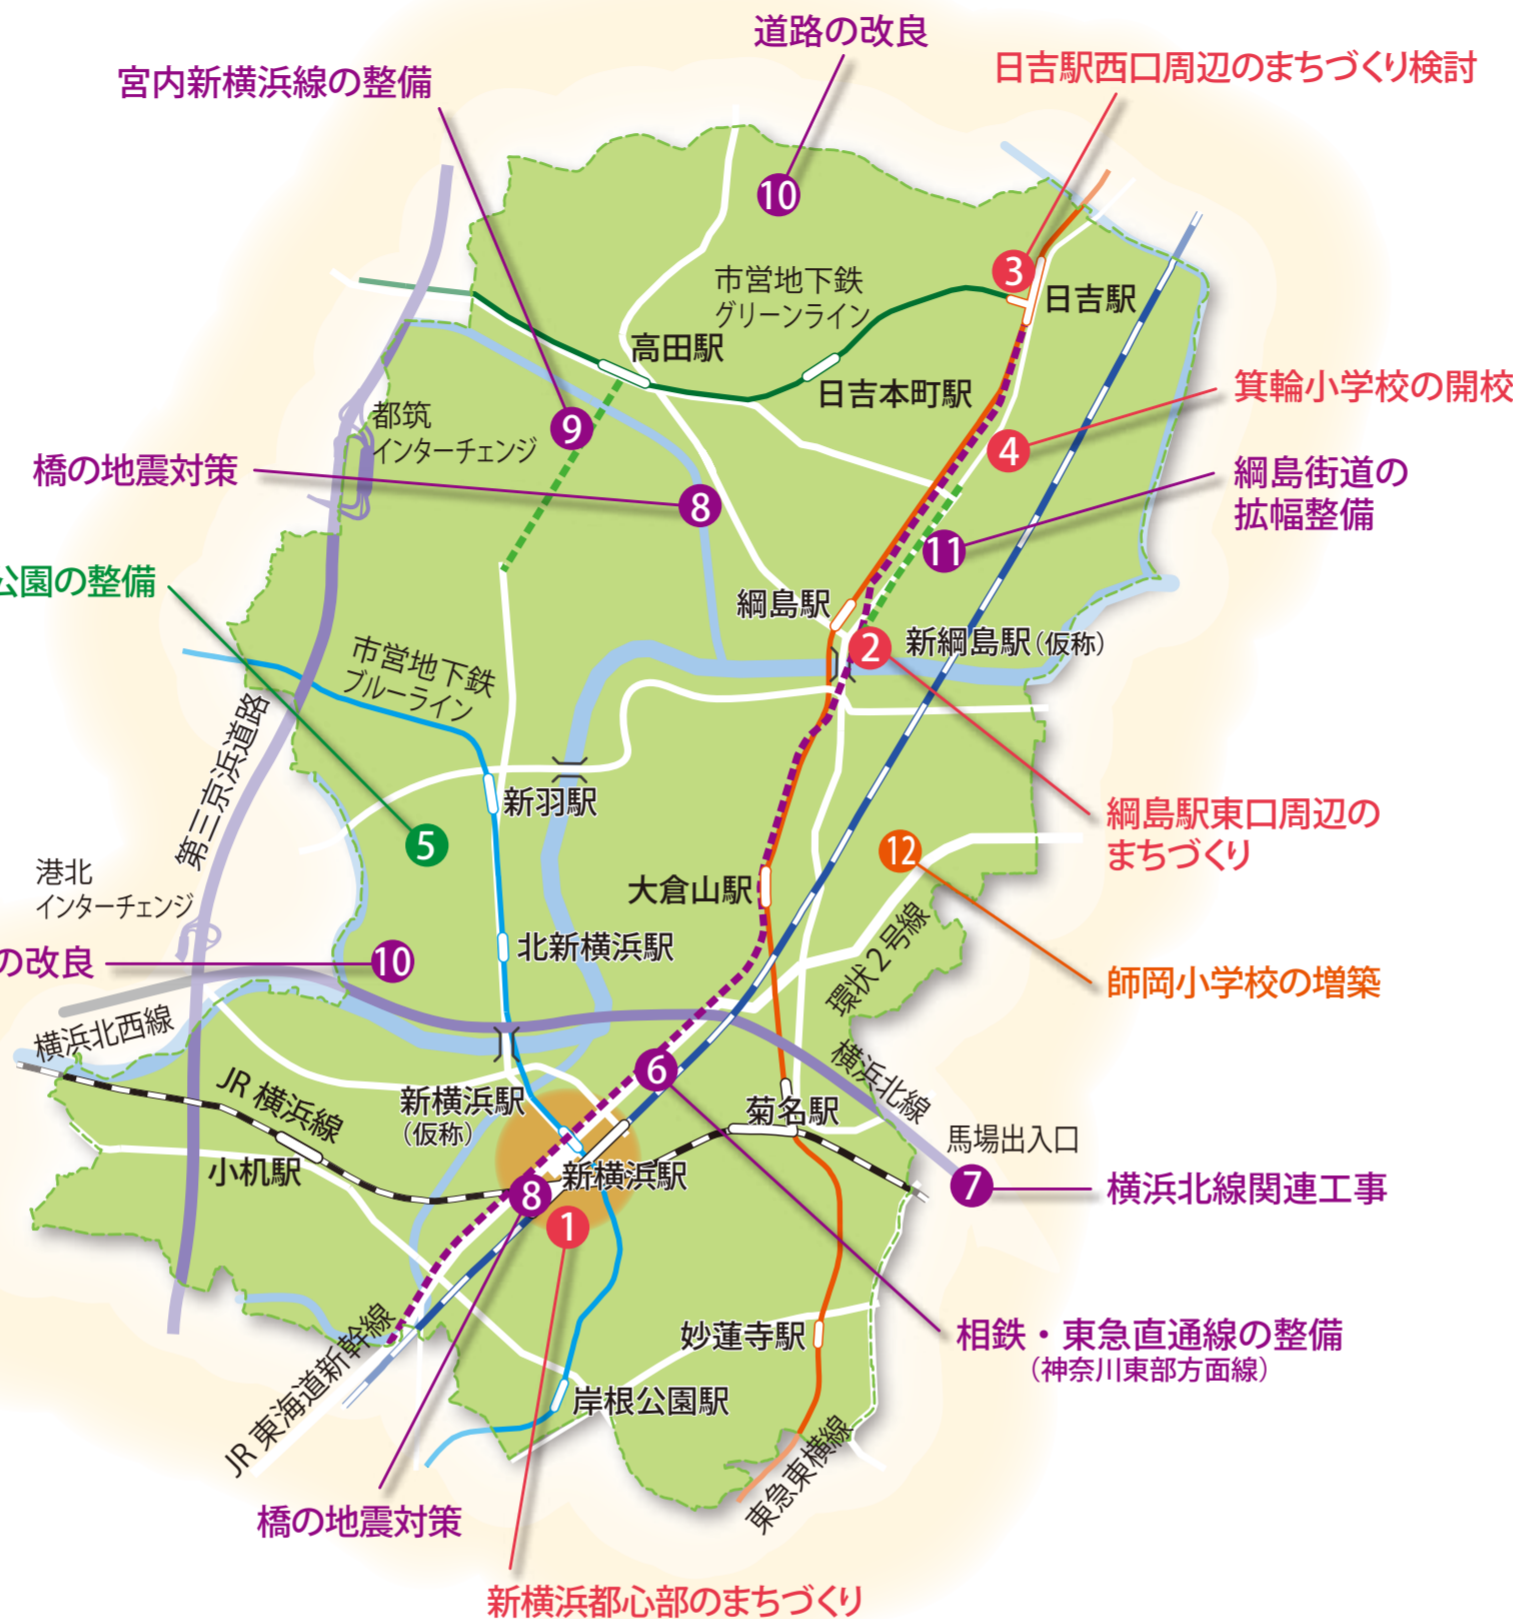 道路の改良
宮内新横浜線の整備
日吉駅西口周辺のまちづくり検討
10
3
市営地下鉄
グリーンライン
日吉駅
高田駅
日吉本町駅
箕輪小学校の開校
都筑
インターチェンジ
9
4
橋の地震対策
8
綱島街道の
拡幅整備
11
公園の整備
綱島駅
2
新綱島駅(仮称)
市営地下鉄
ブルーライン
第三京浜道路
新羽駅
綱島駅東口周辺の
まちづくり
5
12
港北
インターチェンジ
大倉山駅
環状2号線
北新横浜駅
の改良
10
師岡小学校の増築
横浜北西線
横浜北線
JR 横浜線
6
新横浜駅
(仮称)
菊名駅
馬場出入口
小机駅
新横浜駅
8
7
横浜北線関連工事
1
JR 東海道新幹線
妙蓮寺駅
相鉄・東急直通線の整備
(神奈川東部方面線)
岸根公園駅
東急東横線
橋の地震対策
新横浜都心部のまちづくり